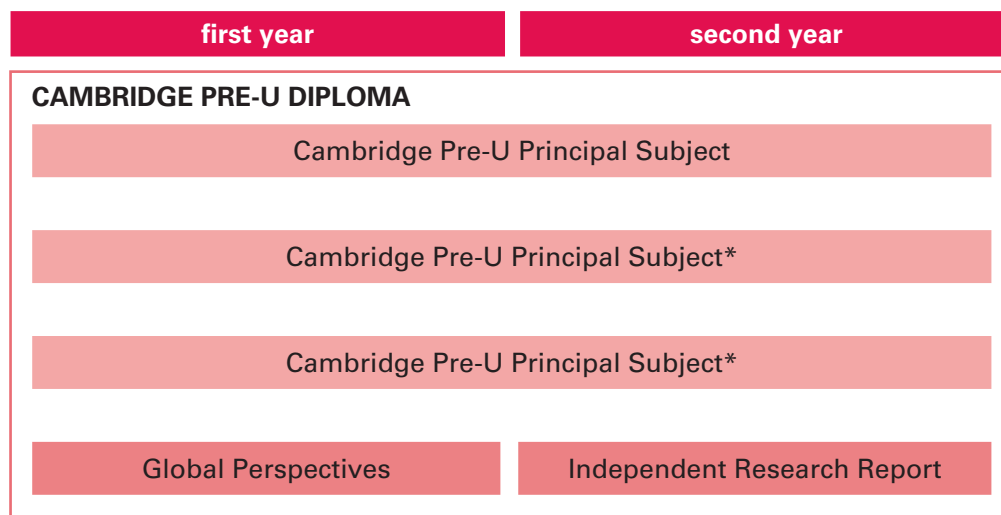 first year
second year
CAMBRIDGE PRE-U DIPLOMA
Cambridge Pre-U Principal Subject
Cambridge Pre-U Principal Subject*
Cambridge Pre-U Principal Subject*
Global Perspectives
Independent Research Report